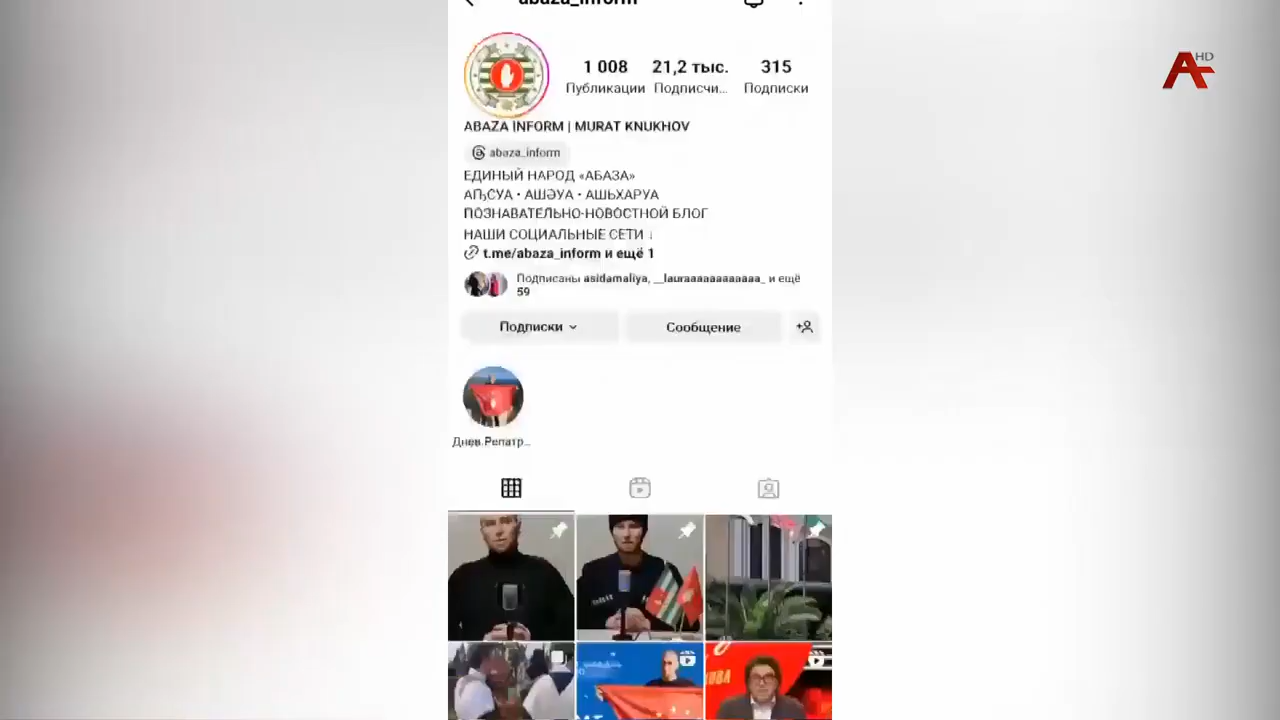 abaza_inform
HD
1 008 21,2 тыс. 315
Публикации Подписчи... Подписки
ABAZA INFORM | MURAT KNUKHOV
abaza_inform
ЕДИНЫЙ НАРОД «АБАЗА»
АҦСУА • АШӘУА • АШЬХАРУА
ПОЗНАВАТЕЛЬНО-НОВОСТНОЙ БЛОГ
НАШИ СОЦИАЛЬНЫЕ СЕТИ ↓
t.me/abaza_inform и ещё 1
Подписаны asidamaliya, __lauraaaaaaaaaaaa_ и ещё
59
Подписки Сообщение
Днев.Репатр...